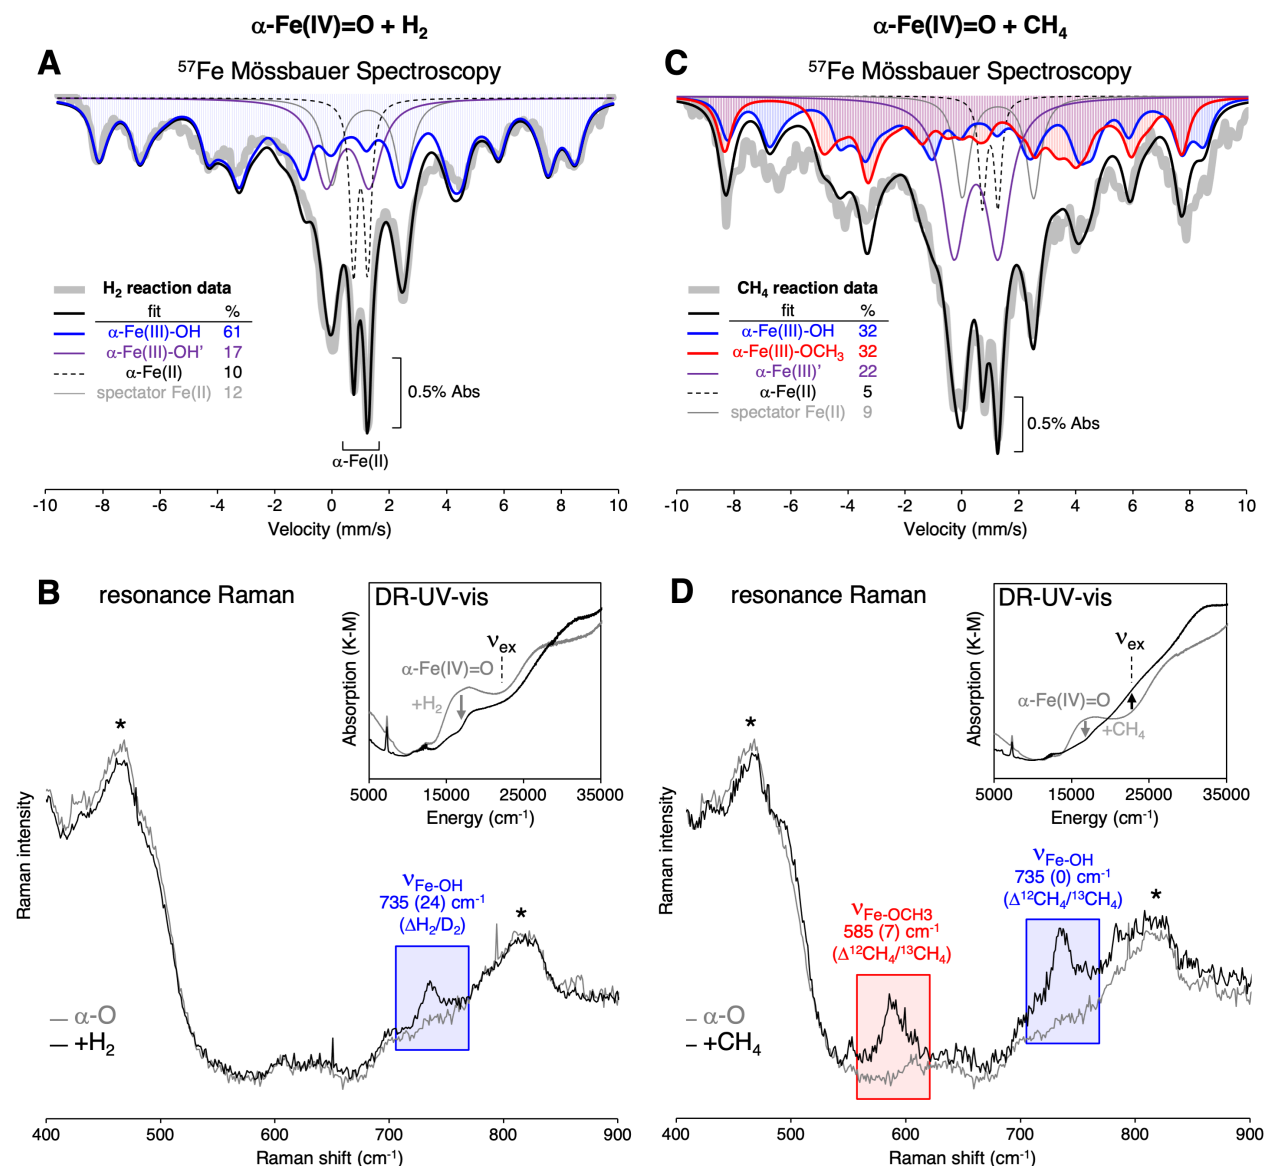 α-Fe(IV)=O + H2
α-Fe(IV)=O + CH4
A
57Fe Mössbauer Spectroscopy
H2 reaction data
fit %
α-Fe(III)-OH 61
α-Fe(III)-OH' 17
α-Fe(II) 10
spectator Fe(II) 12
0.5% Abs
α-Fe(II)
-10 -8 -6 -4 -2 0 2 4 6 8 10
Velocity (mm/s)
C
57Fe Mössbauer Spectroscopy
CH4 reaction data
fit %
α-Fe(III)-OH 32
α-Fe(III)-OCH3 32
α-Fe(III)' 22
α-Fe(II) 5
spectator Fe(II) 9
0.5% Abs
-10 -8 -6 -4 -2 0 2 4 6 8 10
Velocity (mm/s)
B
resonance Raman
DR-UV-vis
νex
α-Fe(IV)=O
+H2
Absorption (K-M)
5000 15000 25000 35000
Energy (cm-1)
*
νFe-OH
735 (24) cm-1
(ΔH2/D2)
*
Raman intensity
α-O
+H2
400 500 600 700 800 900
Raman shift (cm-1)
D
resonance Raman
DR-UV-vis
νex
α-Fe(IV)=O
+CH4
Absorption (K-M)
5000 15000 25000 35000
Energy (cm-1)
*
νFe-OH
735 (0) cm-1
(Δ12CH4/13CH4)
*
νFe-OCH3
585 (7) cm-1
(Δ12CH4/13CH4)
Raman intensity
α-O
+CH4
400 500 600 700 800 900
Raman shift (cm-1)